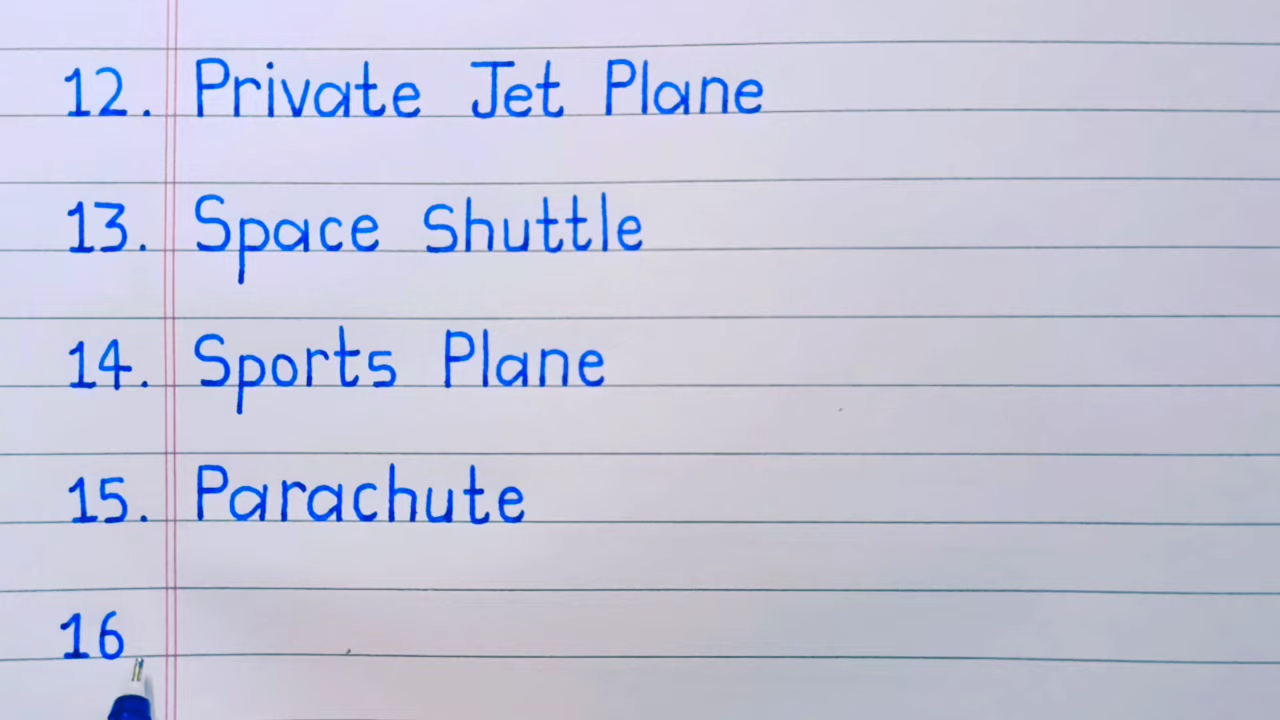 12. Private Jet Plane
13. Space Shuttle
14. Sports Plane
15. Parachute
16